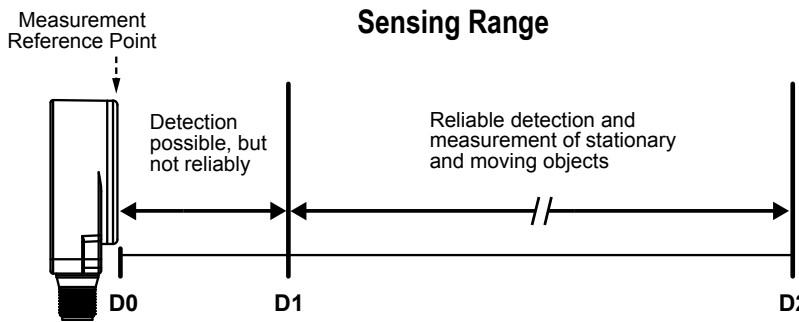 Sensing Range
Measurement
Reference Point
Detection
possible, but
not reliably
Reliable detection and
measurement of stationary
and moving objects
D0
D1
D2